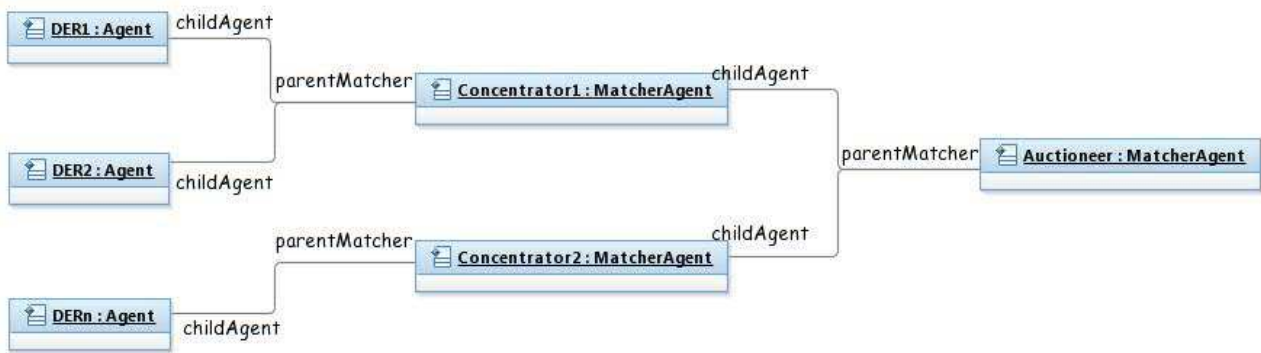 DER1 : Agent
childAgent
parentMatcher
Concentrator1 : MatcherAgent
childAgent
DER2 : Agent
childAgent
parentMatcher
Auctioneer : MatcherAgent
parentMatcher
Concentrator2 : MatcherAgent
childAgent
DERn : Agent
childAgent